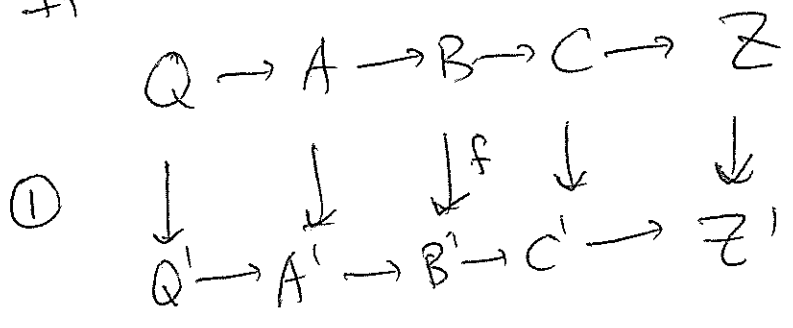 Q → A → B → C → Z
↓ ↓ ↓ f ↓ ↓
①
Q' → A' → B' → C' → Z'